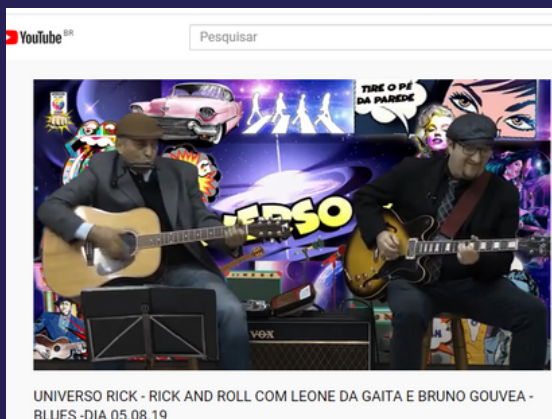 YouTube BR
Pesquisar
TIRE O PÉ
DA PAREDE
VERSO
VOX
UNIVERSO RICK - RICK AND ROLL COM LEONE DA GAITA E BRUNO GOUVEA -
BLUES -DIA 05.08.19